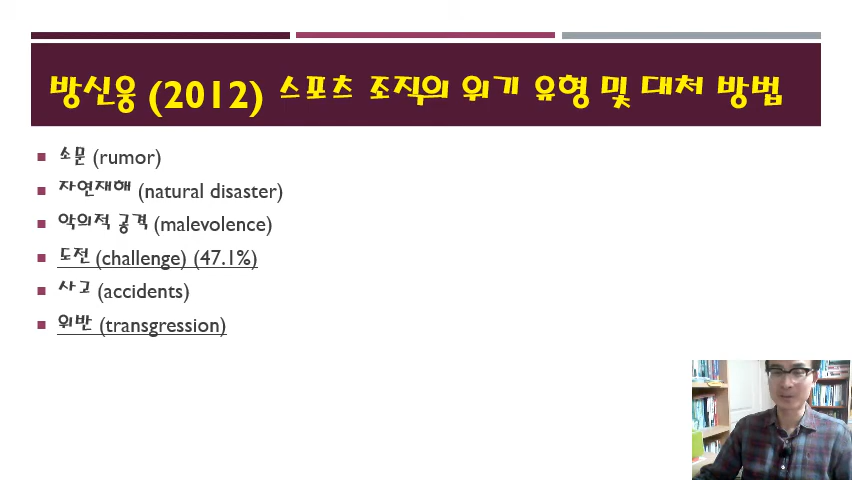 방신웅 (2012) 스포츠 조직의 위기 유형 및 대처 방법
소문 (rumor)
자연재해 (natural disaster)
악의적 공격 (malevolence)
도전 (challenge) (47.1%)
사고 (accidents)
위반 (transgression)